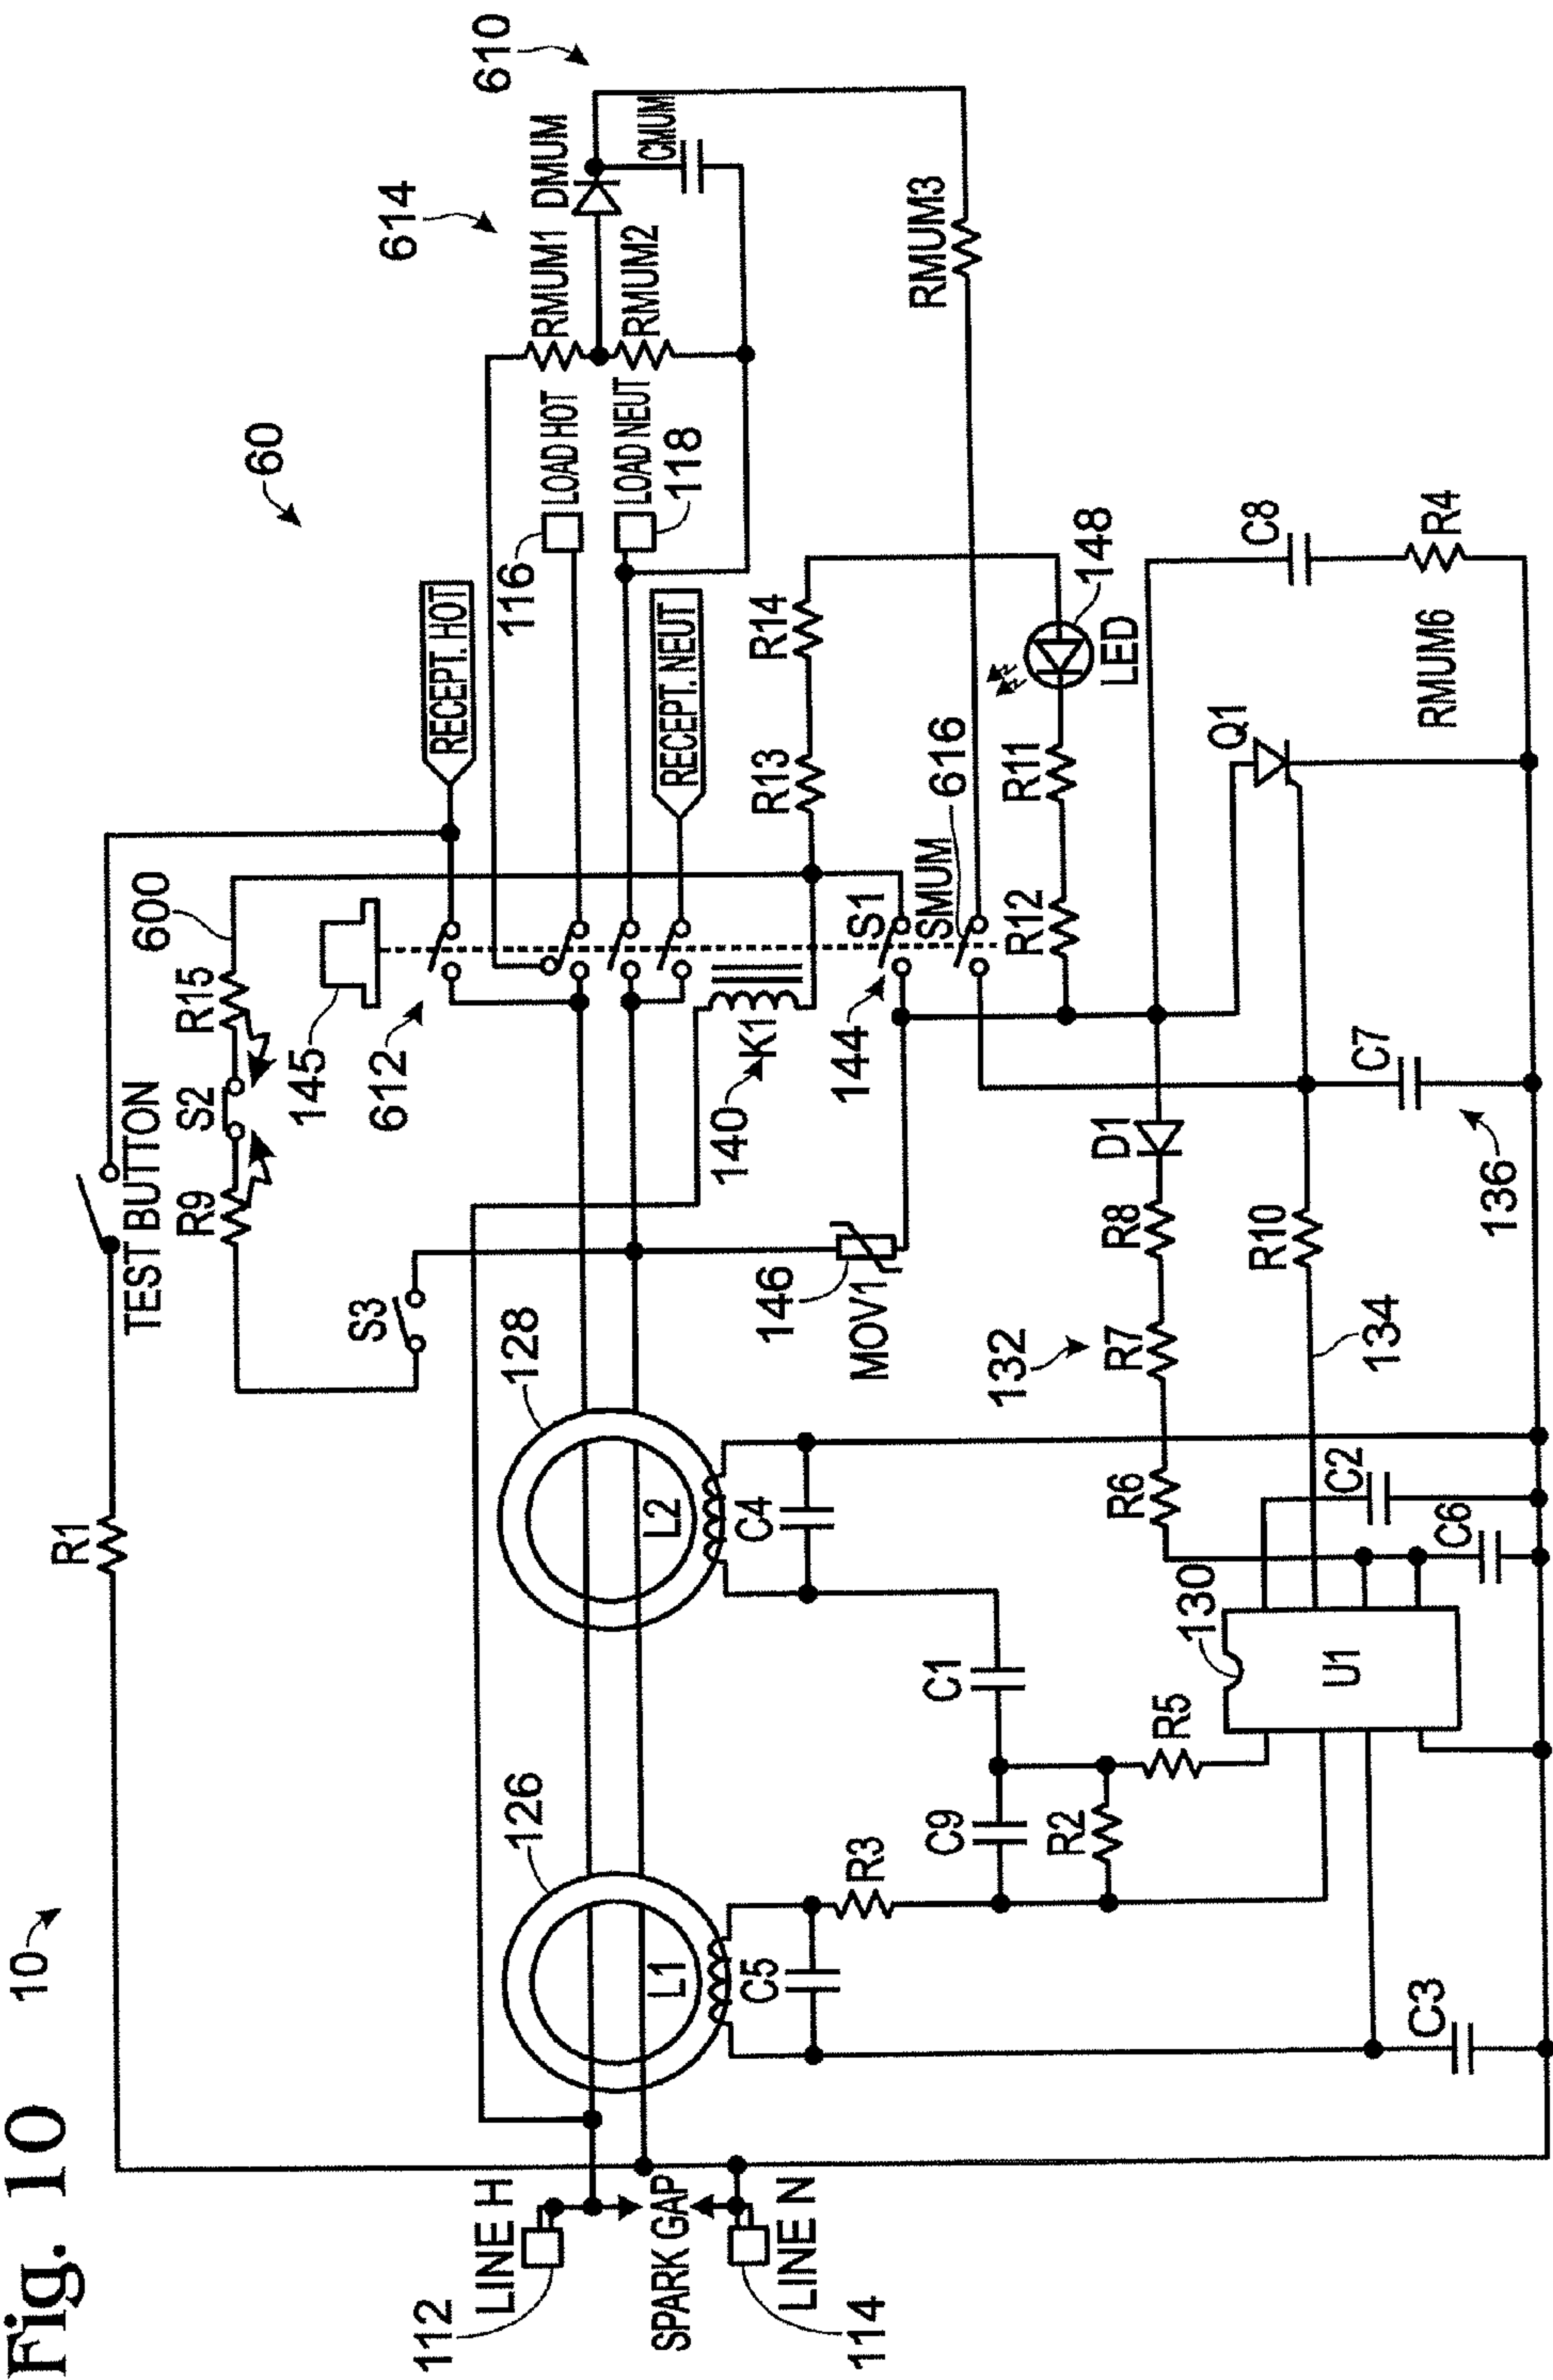 Fig. 10
10
60
610
614
R1
TEST BUTTON
R9
S2
R15
600
145
612
S3
RECEPT. HOT
116
LOAD HOT
LOAD NEUT
118
RECEPT. NEUT
RMUM1
RMUM2
DMUM
CMUM
RMUM3
LINE H
112
SPARK GAP
LINE N
114
126
L1
128
L2
C5
C4
R3
140
K1
146
MOV1
144
S1
SMUM
616
R13
R14
R12
R11
LED
148
C9
C1
R2
R5
132
R6
R7
R8
D1
130
U1
C2
C6
134
R10
C7
136
Q1
RMUM6
C8
R4
C3